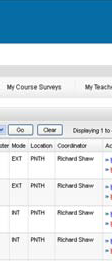 My Course Surveys My Teache
Go Clear Displaying 1 to
ster Mode Location Coordinator Ac
EXT PNTH Richard Shaw
EXT PNTH Richard Shaw
INT PNTH Richard Shaw
INT PNTH Richard Shaw